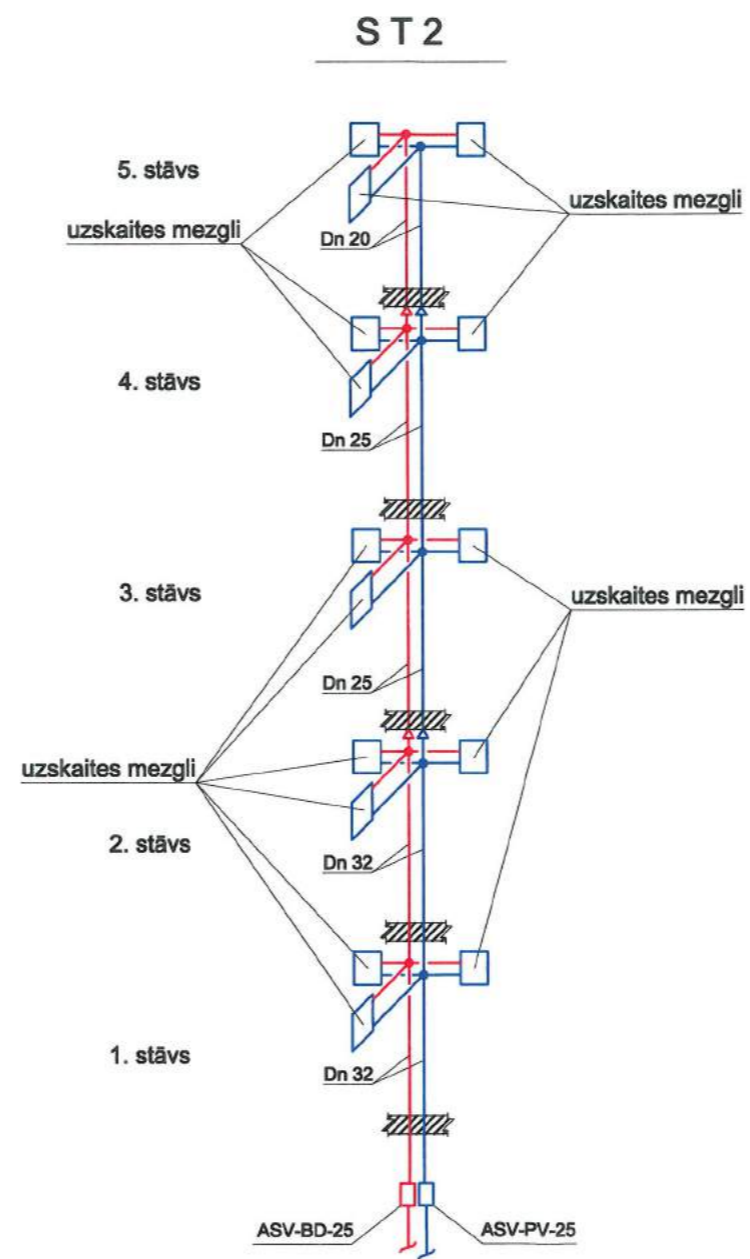 ST2
5. stāvs
uzskaites mezgli
uzskaites mezgli
Dn 20
4. stāvs
Dn 25
3. stāvs
uzskaites mezgli
Dn 25
uzskaites mezgli
2. stāvs
Dn 32
1. stāvs
Dn 32
ASV-BD-25
ASV-PV-25